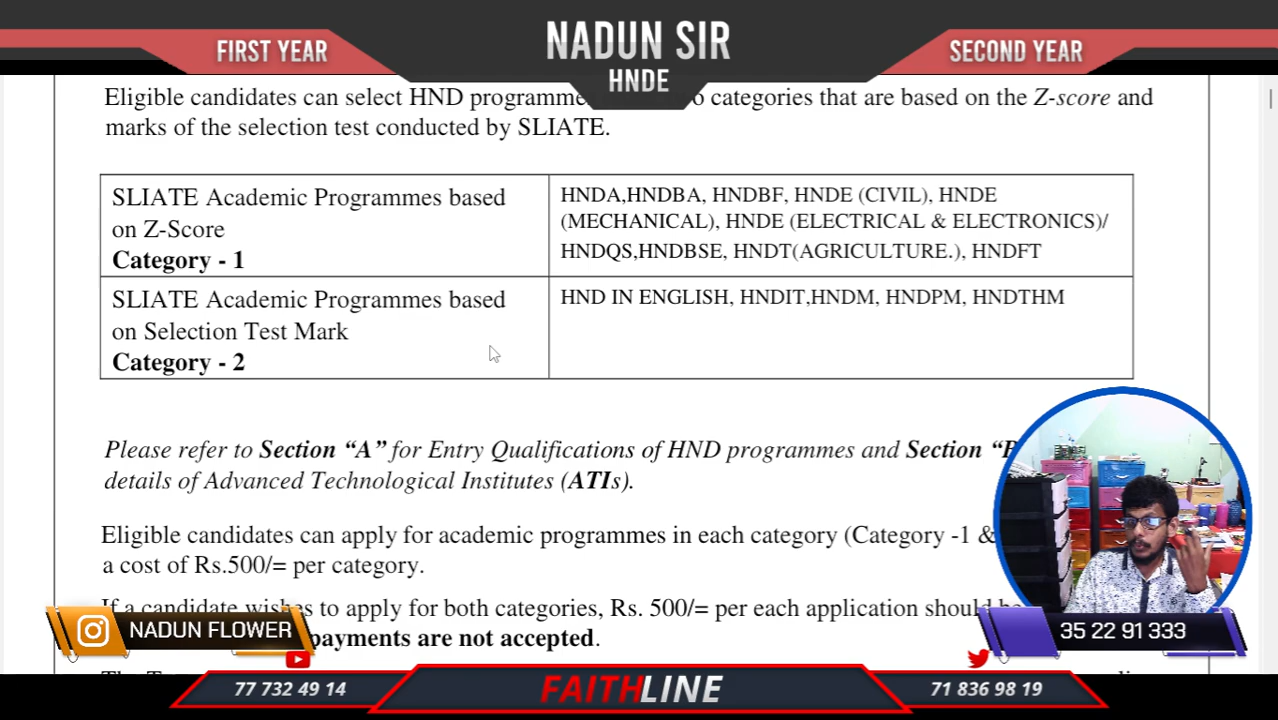 FIRST YEAR
NADUN SIR
HNDE
SECOND YEAR
Eligible candidates can select HND programme categories that are based on the Z-score and
marks of the selection test conducted by SLIATE.
SLIATE Academic Programmes based
on Z-Score
Category - 1
HNDA,HNDBA, HNDBF, HNDE (CIVIL), HNDE
(MECHANICAL), HNDE (ELECTRICAL & ELECTRONICS)/
HNDQS,HNDBSE, HNDT(AGRICULTURE.), HNDFT
SLIATE Academic Programmes based
on Selection Test Mark
Category - 2
HND IN ENGLISH, HNDIT,HNDM, HNDPM, HNDTHM
Please refer to Section “A” for Entry Qualifications of HND programmes and Section
details of Advanced Technological Institutes (ATIs).
Eligible candidates can apply for academic programmes in each category (Category -1 &
a cost of Rs.500/= per category.
If a candidate wishes to apply for both categories, Rs. 500/= per each application should be
payments are not accepted.
NADUN FLOWER
35 22 91 333
77 732 49 14
FAITHLINE
71 836 98 19